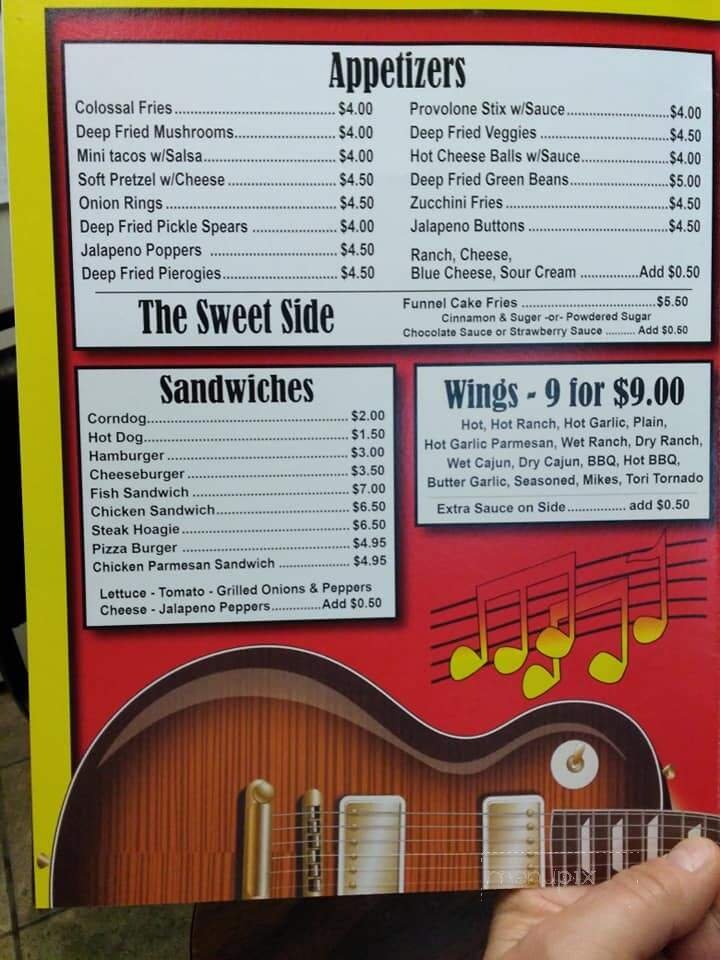 Appetizers
Colossal Fries ........ $4.00
Deep Fried Mushrooms........ $4.00
Mini tacos w/Salsa........ $4.00
Soft Pretzel w/Cheese ........ $4.50
Onion Rings ........ $4.50
Deep Fried Pickle Spears ........ $4.00
Jalapeno Poppers ........ $4.50
Deep Fried Pierogies........ $4.50
Provolone Stix w/Sauce........ $4.00
Deep Fried Veggies ........ $4.50
Hot Cheese Balls w/Sauce........ $4.00
Deep Fried Green Beans........ $5.00
Zucchini Fries ........ $4.50
Jalapeno Buttons ........ $4.50
Ranch, Cheese,
Blue Cheese, Sour Cream ........ Add $0.50
The Sweet Side
Funnel Cake Fries ........ $5.50
Cinnamon & Suger -or- Powdered Sugar
Chocolate Sauce or Strawberry Sauce ........ Add $0.50
Sandwiches
Corndog........ $2.00
Hot Dog........ $1.50
Hamburger ........ $3.00
Cheeseburger ........ $3.50
Fish Sandwich ........ $7.00
Chicken Sandwich........ $6.50
Steak Hoagie........ $6.50
Pizza Burger ........ $4.95
Chicken Parmesan Sandwich ........ $4.95
Lettuce - Tomato - Grilled Onions & Peppers
Cheese - Jalapeno Peppers........ Add $0.50
Wings - 9 for $9.00
Hot, Hot Ranch, Hot Garlic, Plain,
Hot Garlic Parmesan, Wet Ranch, Dry Ranch,
Wet Cajun, Dry Cajun, BBQ, Hot BBQ,
Butter Garlic, Seasoned, Mikes, Tori Tornado
Extra Sauce on Side........ add $0.50
menupix